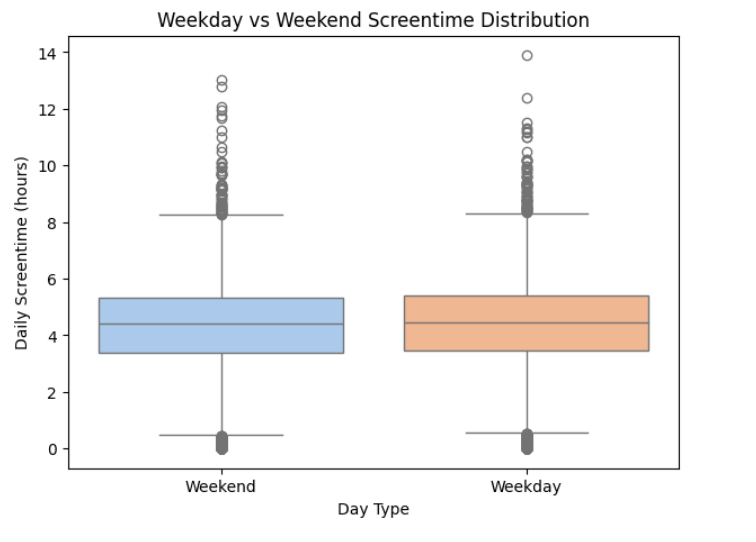 Weekday vs Weekend Screentime Distribution
Daily Screentime (hours)
14
12
10
8
6
4
2
0
Weekend
Weekday
Day Type